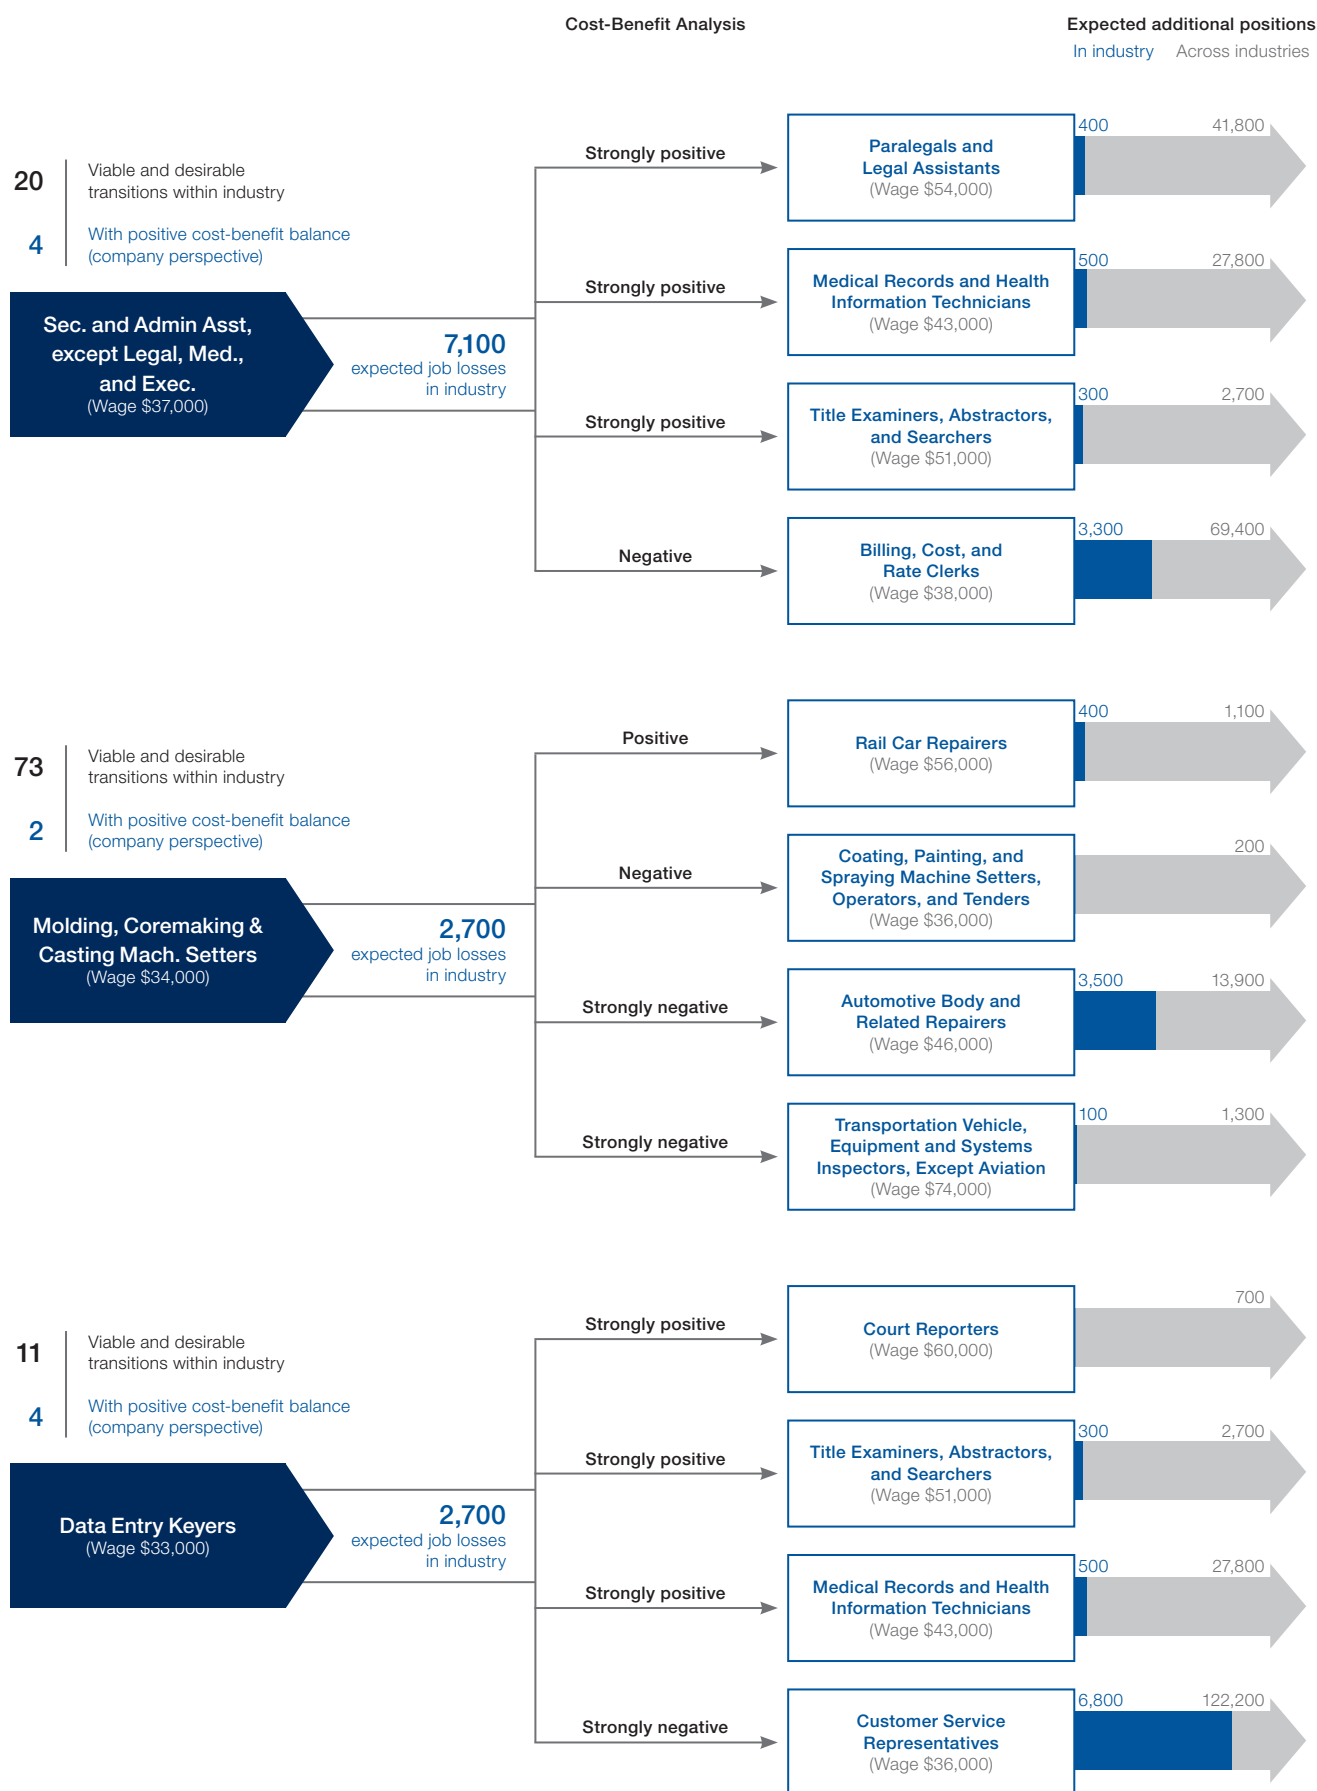 Cost-Benefit Analysis
Expected additional positions
In industry Across industries
20
Viable and desirable
transitions within industry
4
With positive cost-benefit balance
(company perspective)
Sec. and Admin Asst,
except Legal, Med.,
and Exec.
(Wage $37,000)
7,100
expected job losses
in industry
Strongly positive
Paralegals and
Legal Assistants
(Wage $54,000)
400
41,800
Strongly positive
Medical Records and Health
Information Technicians
(Wage $43,000)
500
27,800
Strongly positive
Title Examiners, Abstractors,
and Searchers
(Wage $51,000)
300
2,700
Negative
Billing, Cost, and
Rate Clerks
(Wage $38,000)
3,300
69,400
73
Viable and desirable
transitions within industry
2
With positive cost-benefit balance
(company perspective)
Molding, Coremaking &
Casting Mach. Setters
(Wage $34,000)
2,700
expected job losses
in industry
Positive
Rail Car Repairers
(Wage $56,000)
400
1,100
Negative
Coating, Painting, and
Spraying Machine Setters,
Operators, and Tenders
(Wage $36,000)
200
Strongly negative
Automotive Body and
Related Repairers
(Wage $46,000)
3,500
13,900
Strongly negative
Transportation Vehicle,
Equipment and Systems
Inspectors, Except Aviation
(Wage $74,000)
100
1,300
11
Viable and desirable
transitions within industry
4
With positive cost-benefit balance
(company perspective)
Data Entry Keyers
(Wage $33,000)
2,700
expected job losses
in industry
Strongly positive
Court Reporters
(Wage $60,000)
700
Strongly positive
Title Examiners, Abstractors,
and Searchers
(Wage $51,000)
300
2,700
Strongly positive
Medical Records and Health
Information Technicians
(Wage $43,000)
500
27,800
Strongly negative
Customer Service
Representatives
(Wage $36,000)
6,800
122,200